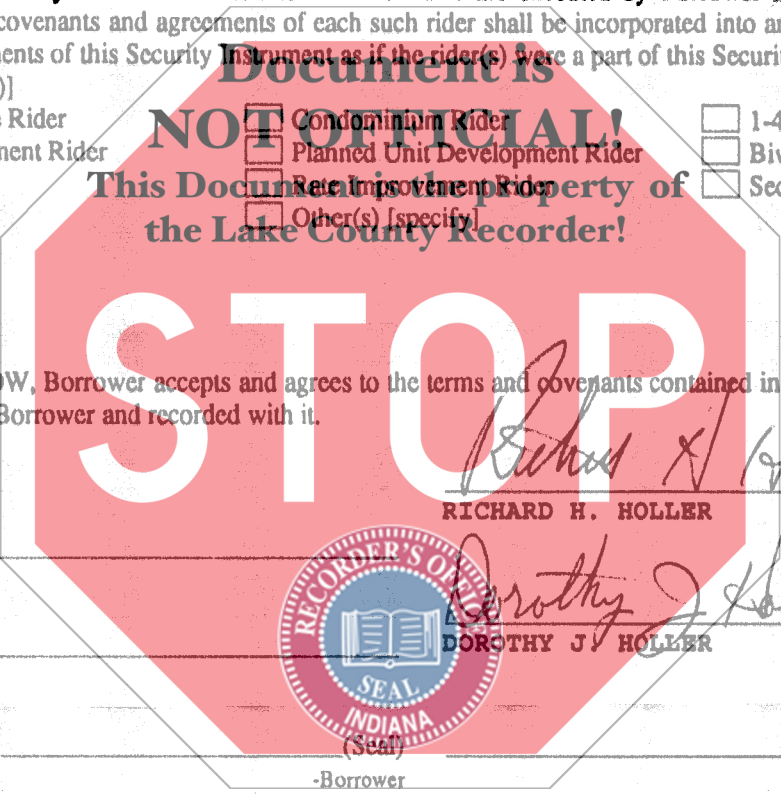 covenants and agreements of each such rider shall be incorporated into
ents of this Security Instrument as if the rider(s) were a part of this Securi
)]
Document is
Rider
Condominium Rider
1-4
NOT OFFICIAL!
ment Rider
Planned Unit Development Rider
Biv
Rate Improvement Rider
Sec
This Document is the property of
Other(s) [specify]
the Lake County Recorder!
STOP
OW, Borrower accepts and agrees to the terms and covenants contained in
Borrower and recorded with it.
RICHARD H. HOLLER
Dorothy J
DOROTHY J. HOLLER
RECORDER'S OFFICE
SEAL
INDIANA
(Seal)
-Borrower